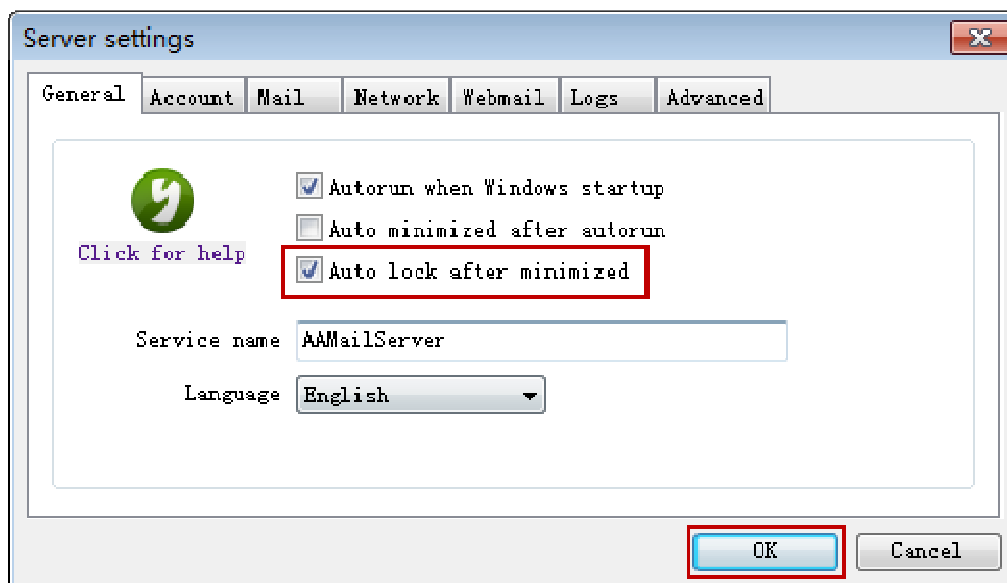 Server settings
General Account Mail Network Webmail Logs Advanced
Autorun when Windows startup
Auto minimized after autorun
Click for help
Auto lock after minimized
Service name AAMailServer
Language English
OK Cancel